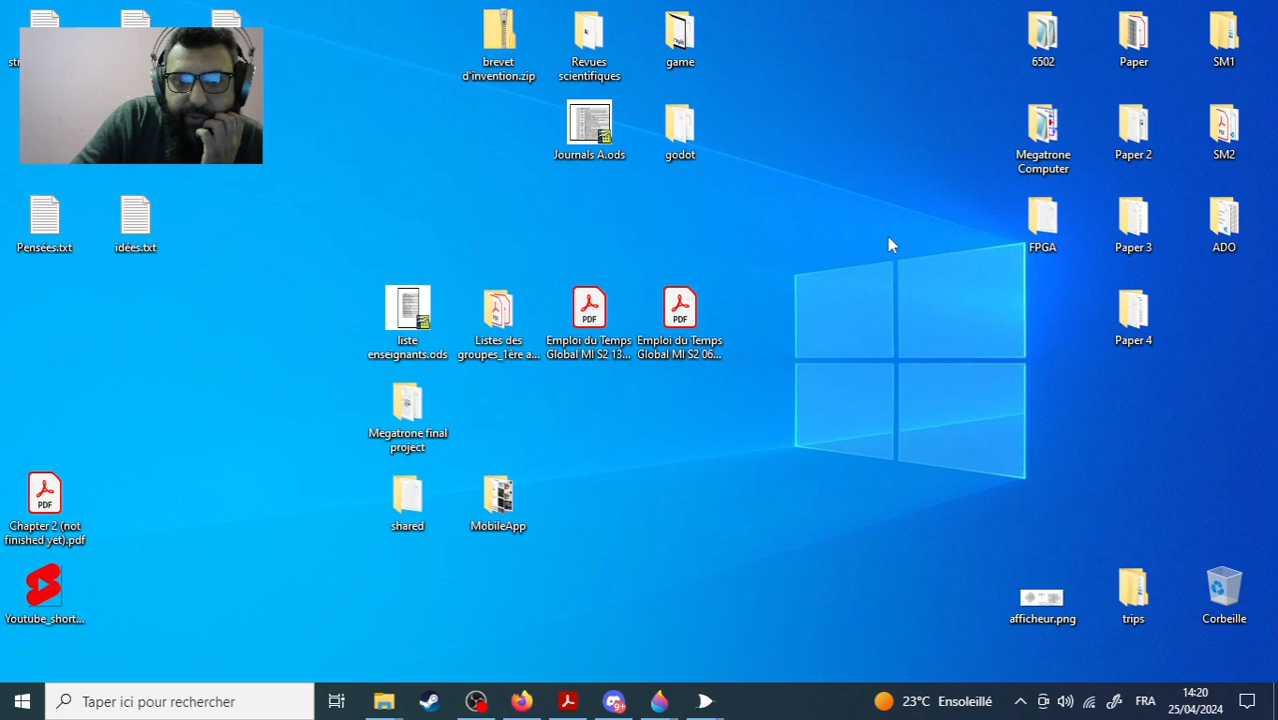 brevet
d'invention.zip
Revues
scientifiques
game
6502
Paper
SM1
Journals A.ods
godot
Megatrone
Computer
Paper 2
SM2
Pensées.txt
idées.txt
FPGA
Paper 3
ADO
liste
enseignants.ods
Listes des
groupes_1ère a...
Emploi du Temps
Global MI S2 13...
Emploi du Temps
Global MI S2 06...
Paper 4
Megatrone final
project
PDF
Chapter 2 (not
finished yet).pdf
shared
MobileApp
Youtube_short...
afficheur.png
trips
Corbeille
Taper ici pour rechercher
9+
23°C Ensoleillé
FRA
14:20
25/04/2024